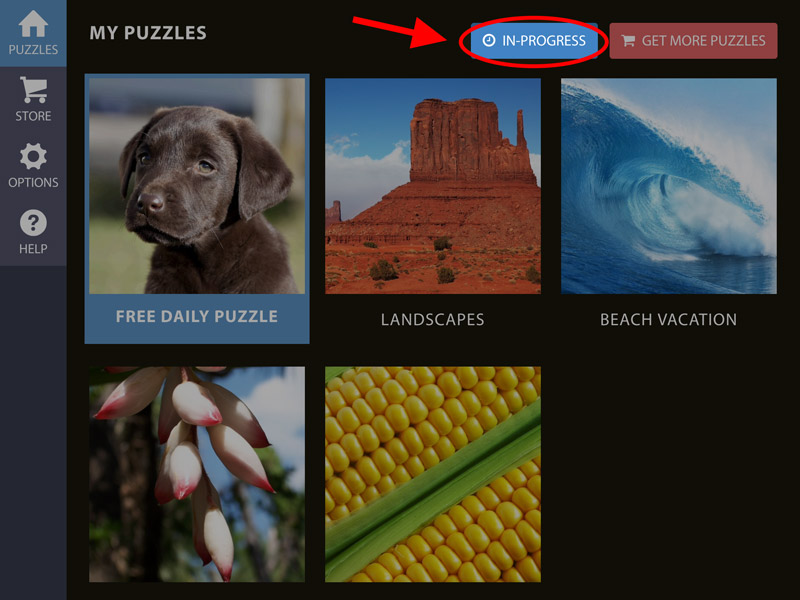 PUZZLES
STORE
OPTIONS
HELP
MY PUZZLES
IN-PROGRESS
GET MORE PUZZLES
FREE DAILY PUZZLE
LANDSCAPES
BEACH VACATION